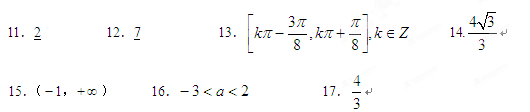 11. 2 12. 7 13. [kπ - 3π/8, kπ + π/8], k ∈ Z 14. 4√3/3
15. (-1, +∞) 16. -3 < a < 2 17. 4/3